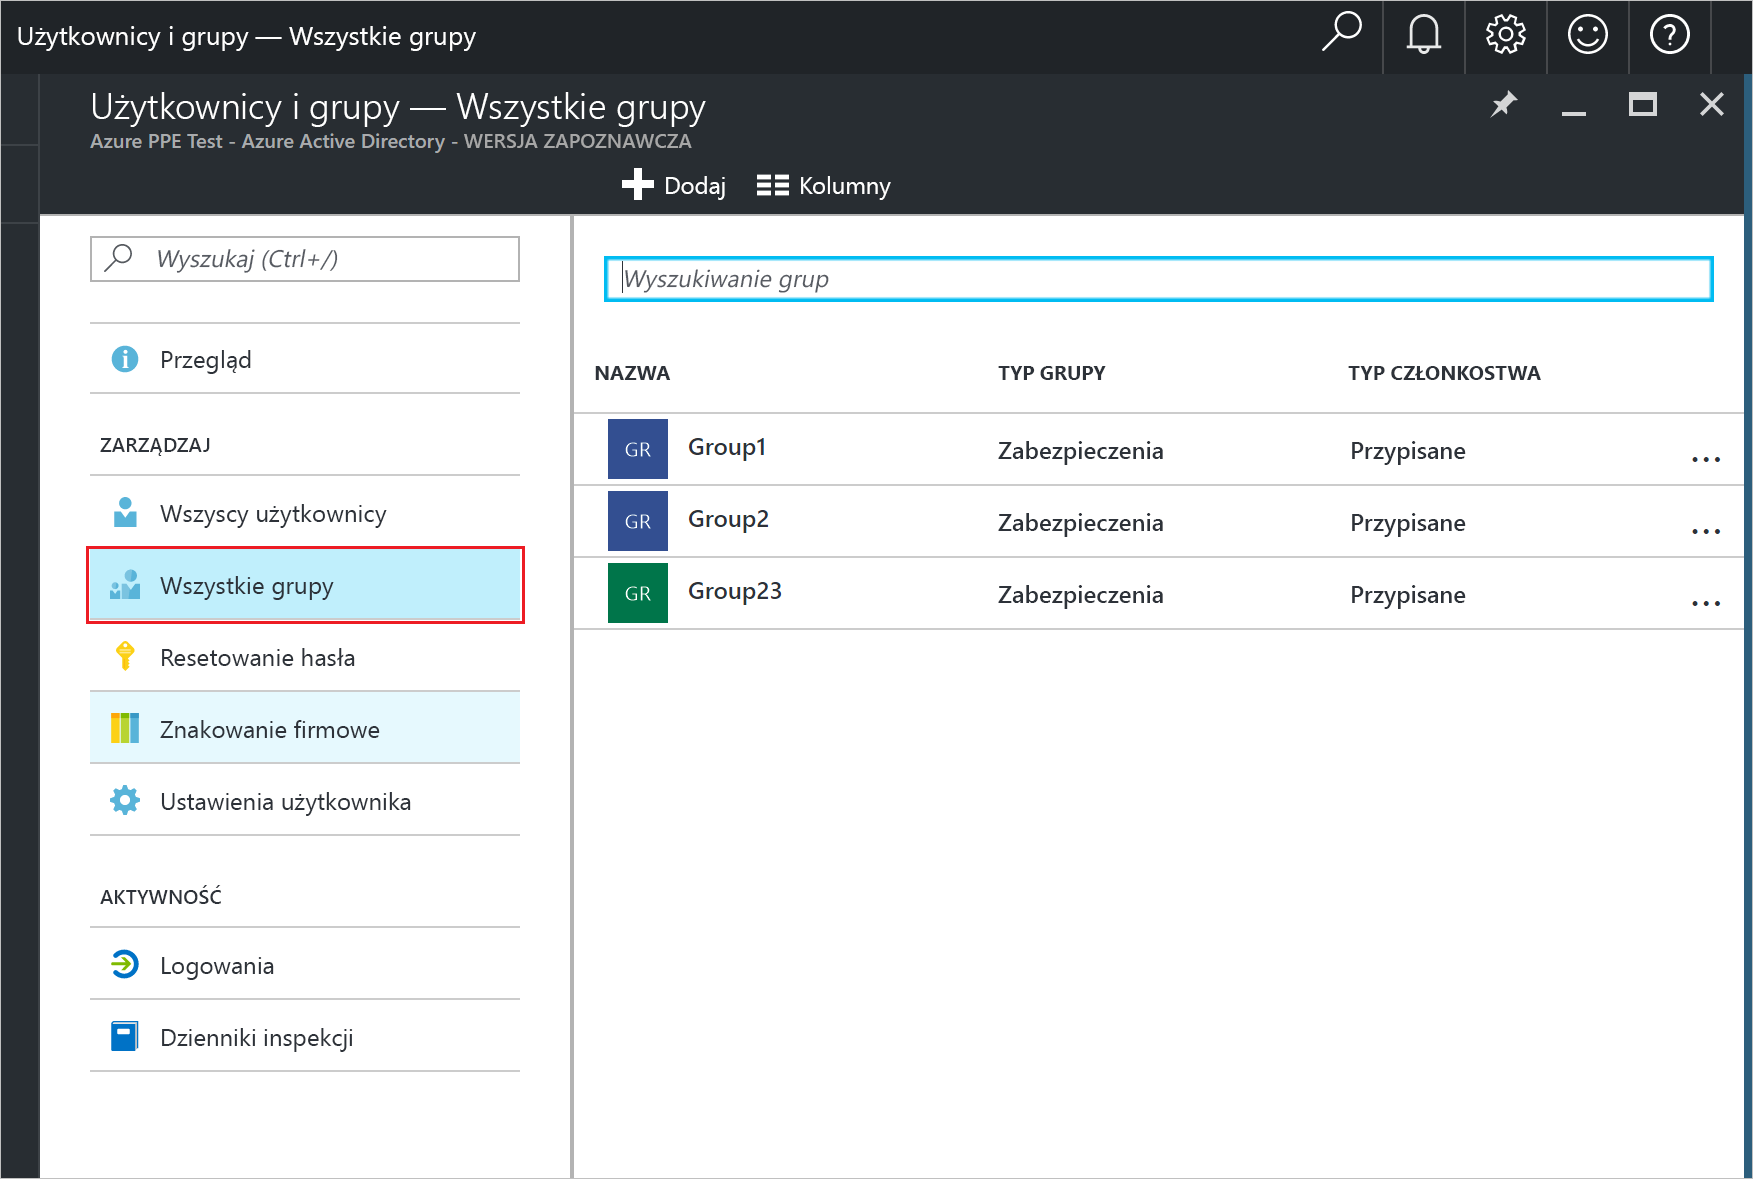 Użytkownicy i grupy — Wszystkie grupy
Użytkownicy i grupy — Wszystkie grupy
Azure PPE Test - Azure Active Directory - WERSJA ZAPOZNAWCZA
Dodaj
Kolumny
Wyszukaj (Ctrl+/)
Przegląd
ZARZĄDZAJ
Wszyscy użytkownicy
Wszystkie grupy
Resetowanie hasła
Znakowanie firmowe
Ustawienia użytkownika
AKTYWNOŚĆ
Logowania
Dzienniki inspekcji
Wyszukiwanie grup
NAZWA TYP GRUPY TYP CZŁONKOSTWA
GR Group1 Zabezpieczenia Przypisane ...
GR Group2 Zabezpieczenia Przypisane ...
GR Group23 Zabezpieczenia Przypisane ...